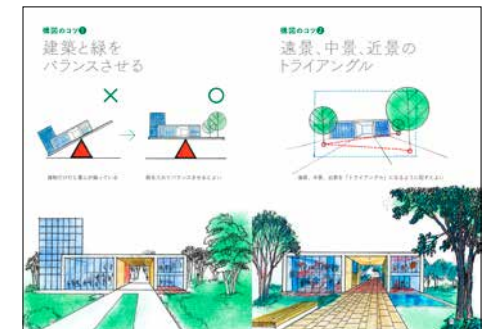 構図のコツ❶
建築と緑を
バランスさせる
構図のコツ❷
遠景、中景、近景の
トライアングル